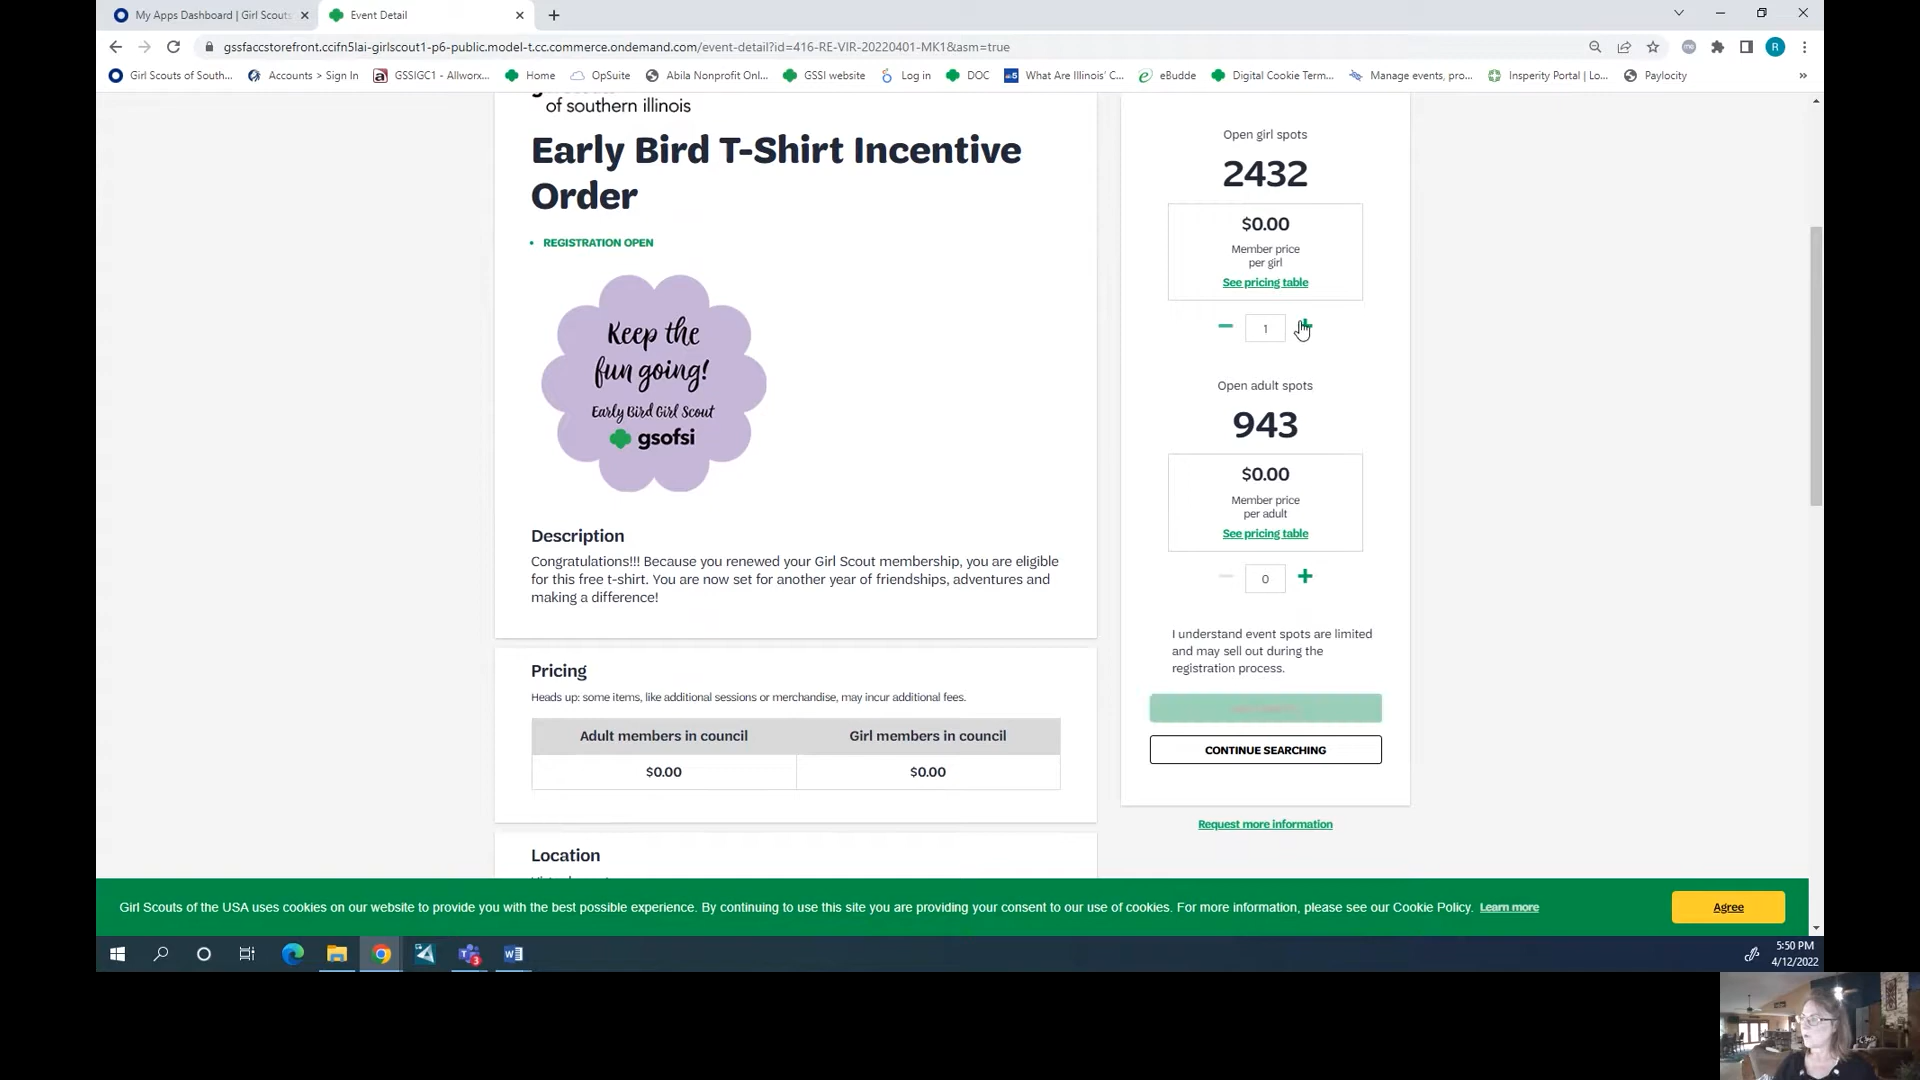 My Apps Dashboard | Girl Scouts
Event Detail
gssfaccstorefront.ccifn5lai-girlscout1-p6-public.model-t.cc.commerce.ondemand.com/event-detail?id=416-RE-VIR-20220401-MK1&asm=true
R
Girl Scouts of South...
Accounts > Sign In
GSSIGC1 - Allworx...
Home
OpSuite
Abila Nonprofit Onl...
GSSI website
Log in
DOC
What Are Illinois' C...
eBudde
Digital Cookie Term...
Manage events, pro...
Insperity Portal | Lo...
Paylocity
»
of southern illinois
Early Bird T-Shirt Incentive
Order
• REGISTRATION OPEN
Keep the
fun going!
Early Bird Girl Scout
gsofsi
Description
Congratulations!!! Because you renewed your Girl Scout membership, you are eligible
for this free t-shirt. You are now set for another year of friendships, adventures and
making a difference!
Pricing
Heads up: some items, like additional sessions or merchandise, may incur additional fees.
Adult members in council
Girl members in council
$0.00
$0.00
Location
Open girl spots
2432
$0.00
Member price
per girl
See pricing table
1
Open adult spots
943
$0.00
Member price
per adult
See pricing table
0
I understand event spots are limited
and may sell out during the
registration process.
CONTINUE SEARCHING
Request more information
Girl Scouts of the USA uses cookies on our website to provide you with the best possible experience. By continuing to use this site you are providing your consent to our use of cookies. For more information, please see our Cookie Policy. Learn more
Agree
3
5:50 PM
4/12/2022